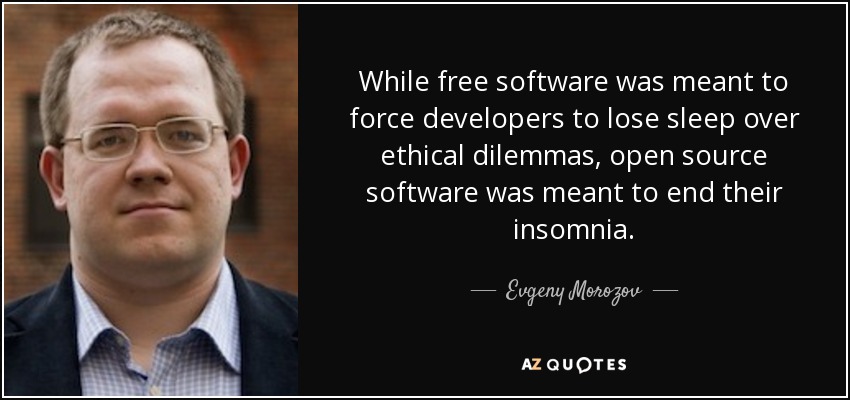 While free software was meant to
force developers to lose sleep over
ethical dilemmas, open source
software was meant to end their
insomnia.
Evgeny Morozov
AZ QUOTES